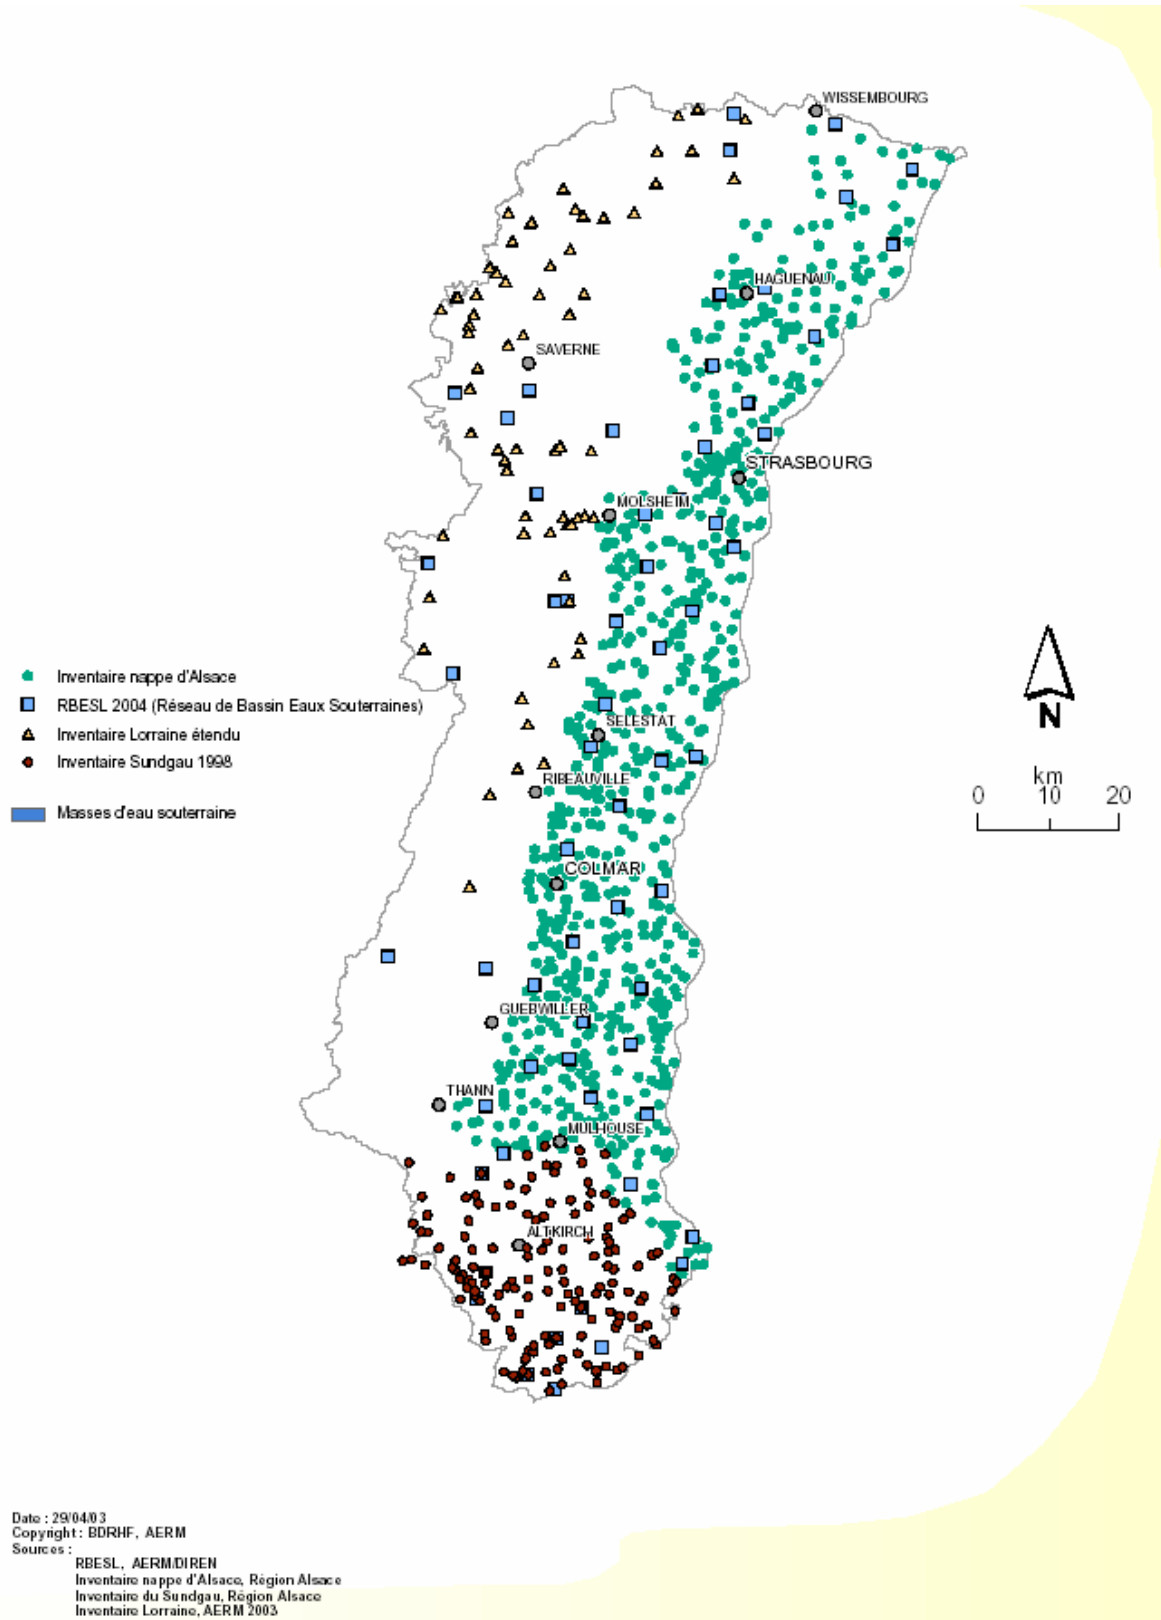 WISSEMBOURG
HAGUENAU
SAVERNE
STRASBOURG
MOLSHEIM
Inventaire nappe d'Alsace
RBESL 2004 (Réseau de Bassin Eaux Souterraines)
Inventaire Lorraine étendu
Inventaire Sundgau 1998
Masses d'eau souterraine
SELESTAT
RIBEAUVILLE
COLMAR
GUEBWILLER
THANN
MULHOUSE
ALTKIRCH
N
km
0 10 20
Date : 29/04/03
Copyright : BDRHF, AERM
Sources :
RBESL, AERM/DIREN
Inventaire nappe d'Alsace, Région Alsace
Inventaire du Sundgau, Région Alsace
Inventaire Lorraine, AERM 2003